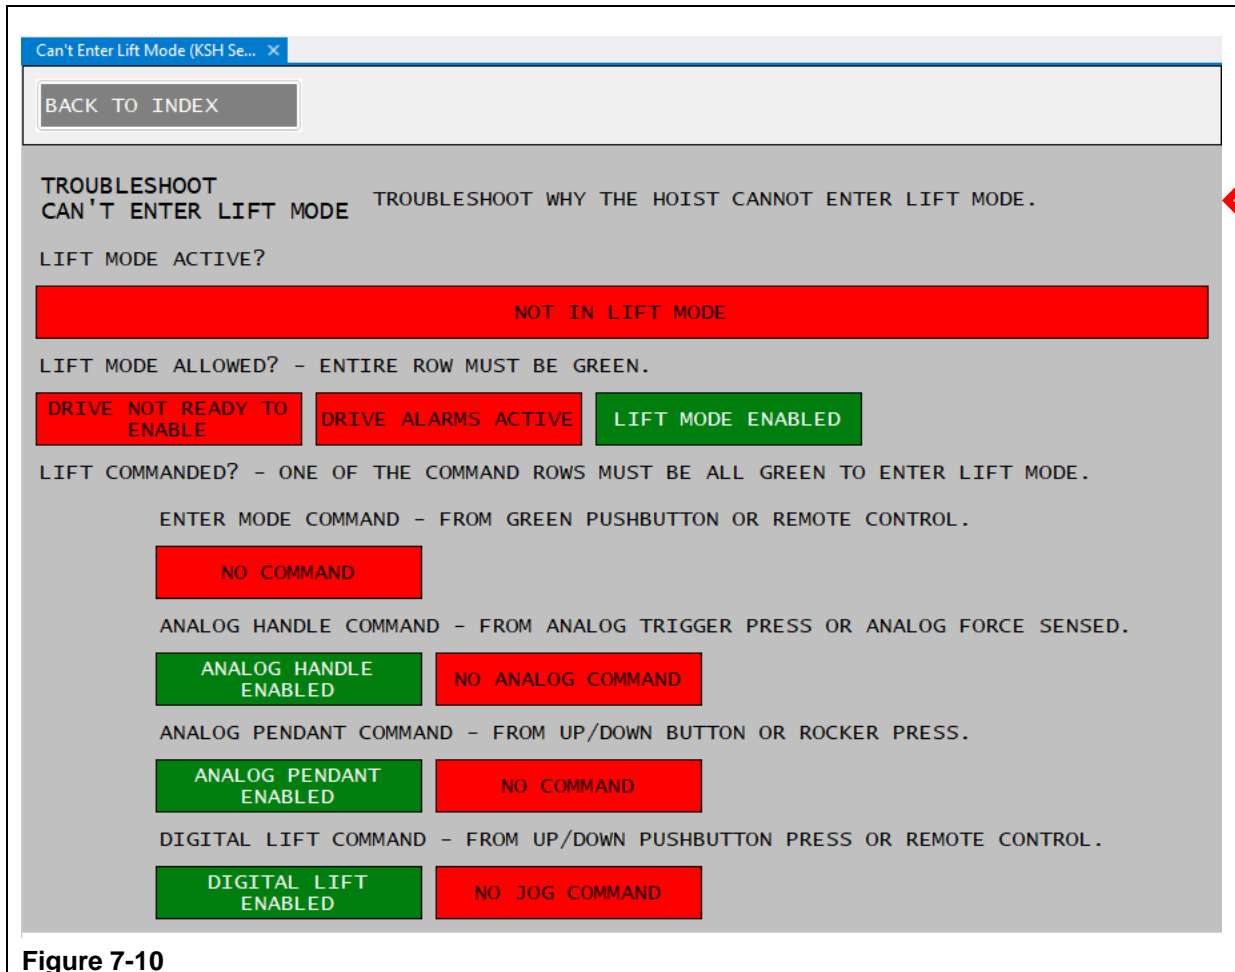 Can't Enter Lift Mode (KSH Se... ×
BACK TO INDEX
TROUBLESHOOT
CAN'T ENTER LIFT MODE
TROUBLESHOOT WHY THE HOIST CANNOT ENTER LIFT MODE.
LIFT MODE ACTIVE?
NOT IN LIFT MODE
LIFT MODE ALLOWED? - ENTIRE ROW MUST BE GREEN.
DRIVE NOT READY TO
ENABLE
DRIVE ALARMS ACTIVE
LIFT MODE ENABLED
LIFT COMMANDED? - ONE OF THE COMMAND ROWS MUST BE ALL GREEN TO ENTER LIFT MODE.
ENTER MODE COMMAND - FROM GREEN PUSHBUTTON OR REMOTE CONTROL.
NO COMMAND
ANALOG HANDLE COMMAND - FROM ANALOG TRIGGER PRESS OR ANALOG FORCE SENSED.
ANALOG HANDLE
ENABLED
NO ANALOG COMMAND
ANALOG PENDANT COMMAND - FROM UP/DOWN BUTTON OR ROCKER PRESS.
ANALOG PENDANT
ENABLED
NO COMMAND
DIGITAL LIFT COMMAND - FROM UP/DOWN PUSHBUTTON PRESS OR REMOTE CONTROL.
DIGITAL LIFT
ENABLED
NO JOG COMMAND
Figure 7-10